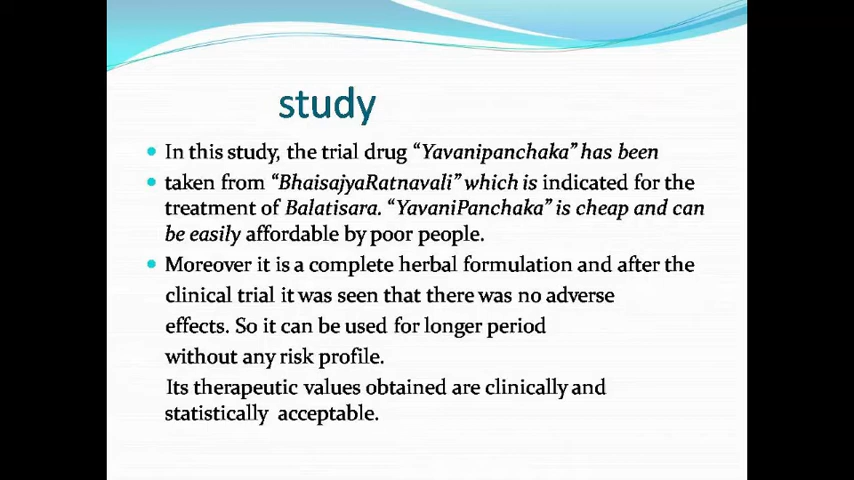 study
In this study, the trial drug “Yavanipanchaka” has been
taken from “BhaisajyaRatnavali” which is indicated for the
treatment of Balatisara. “YavaniPanchaka” is cheap and can
be easily affordable by poor people.
Moreover it is a complete herbal formulation and after the
clinical trial it was seen that there was no adverse
effects. So it can be used for longer period
without any risk profile.
Its therapeutic values obtained are clinically and
statistically acceptable.